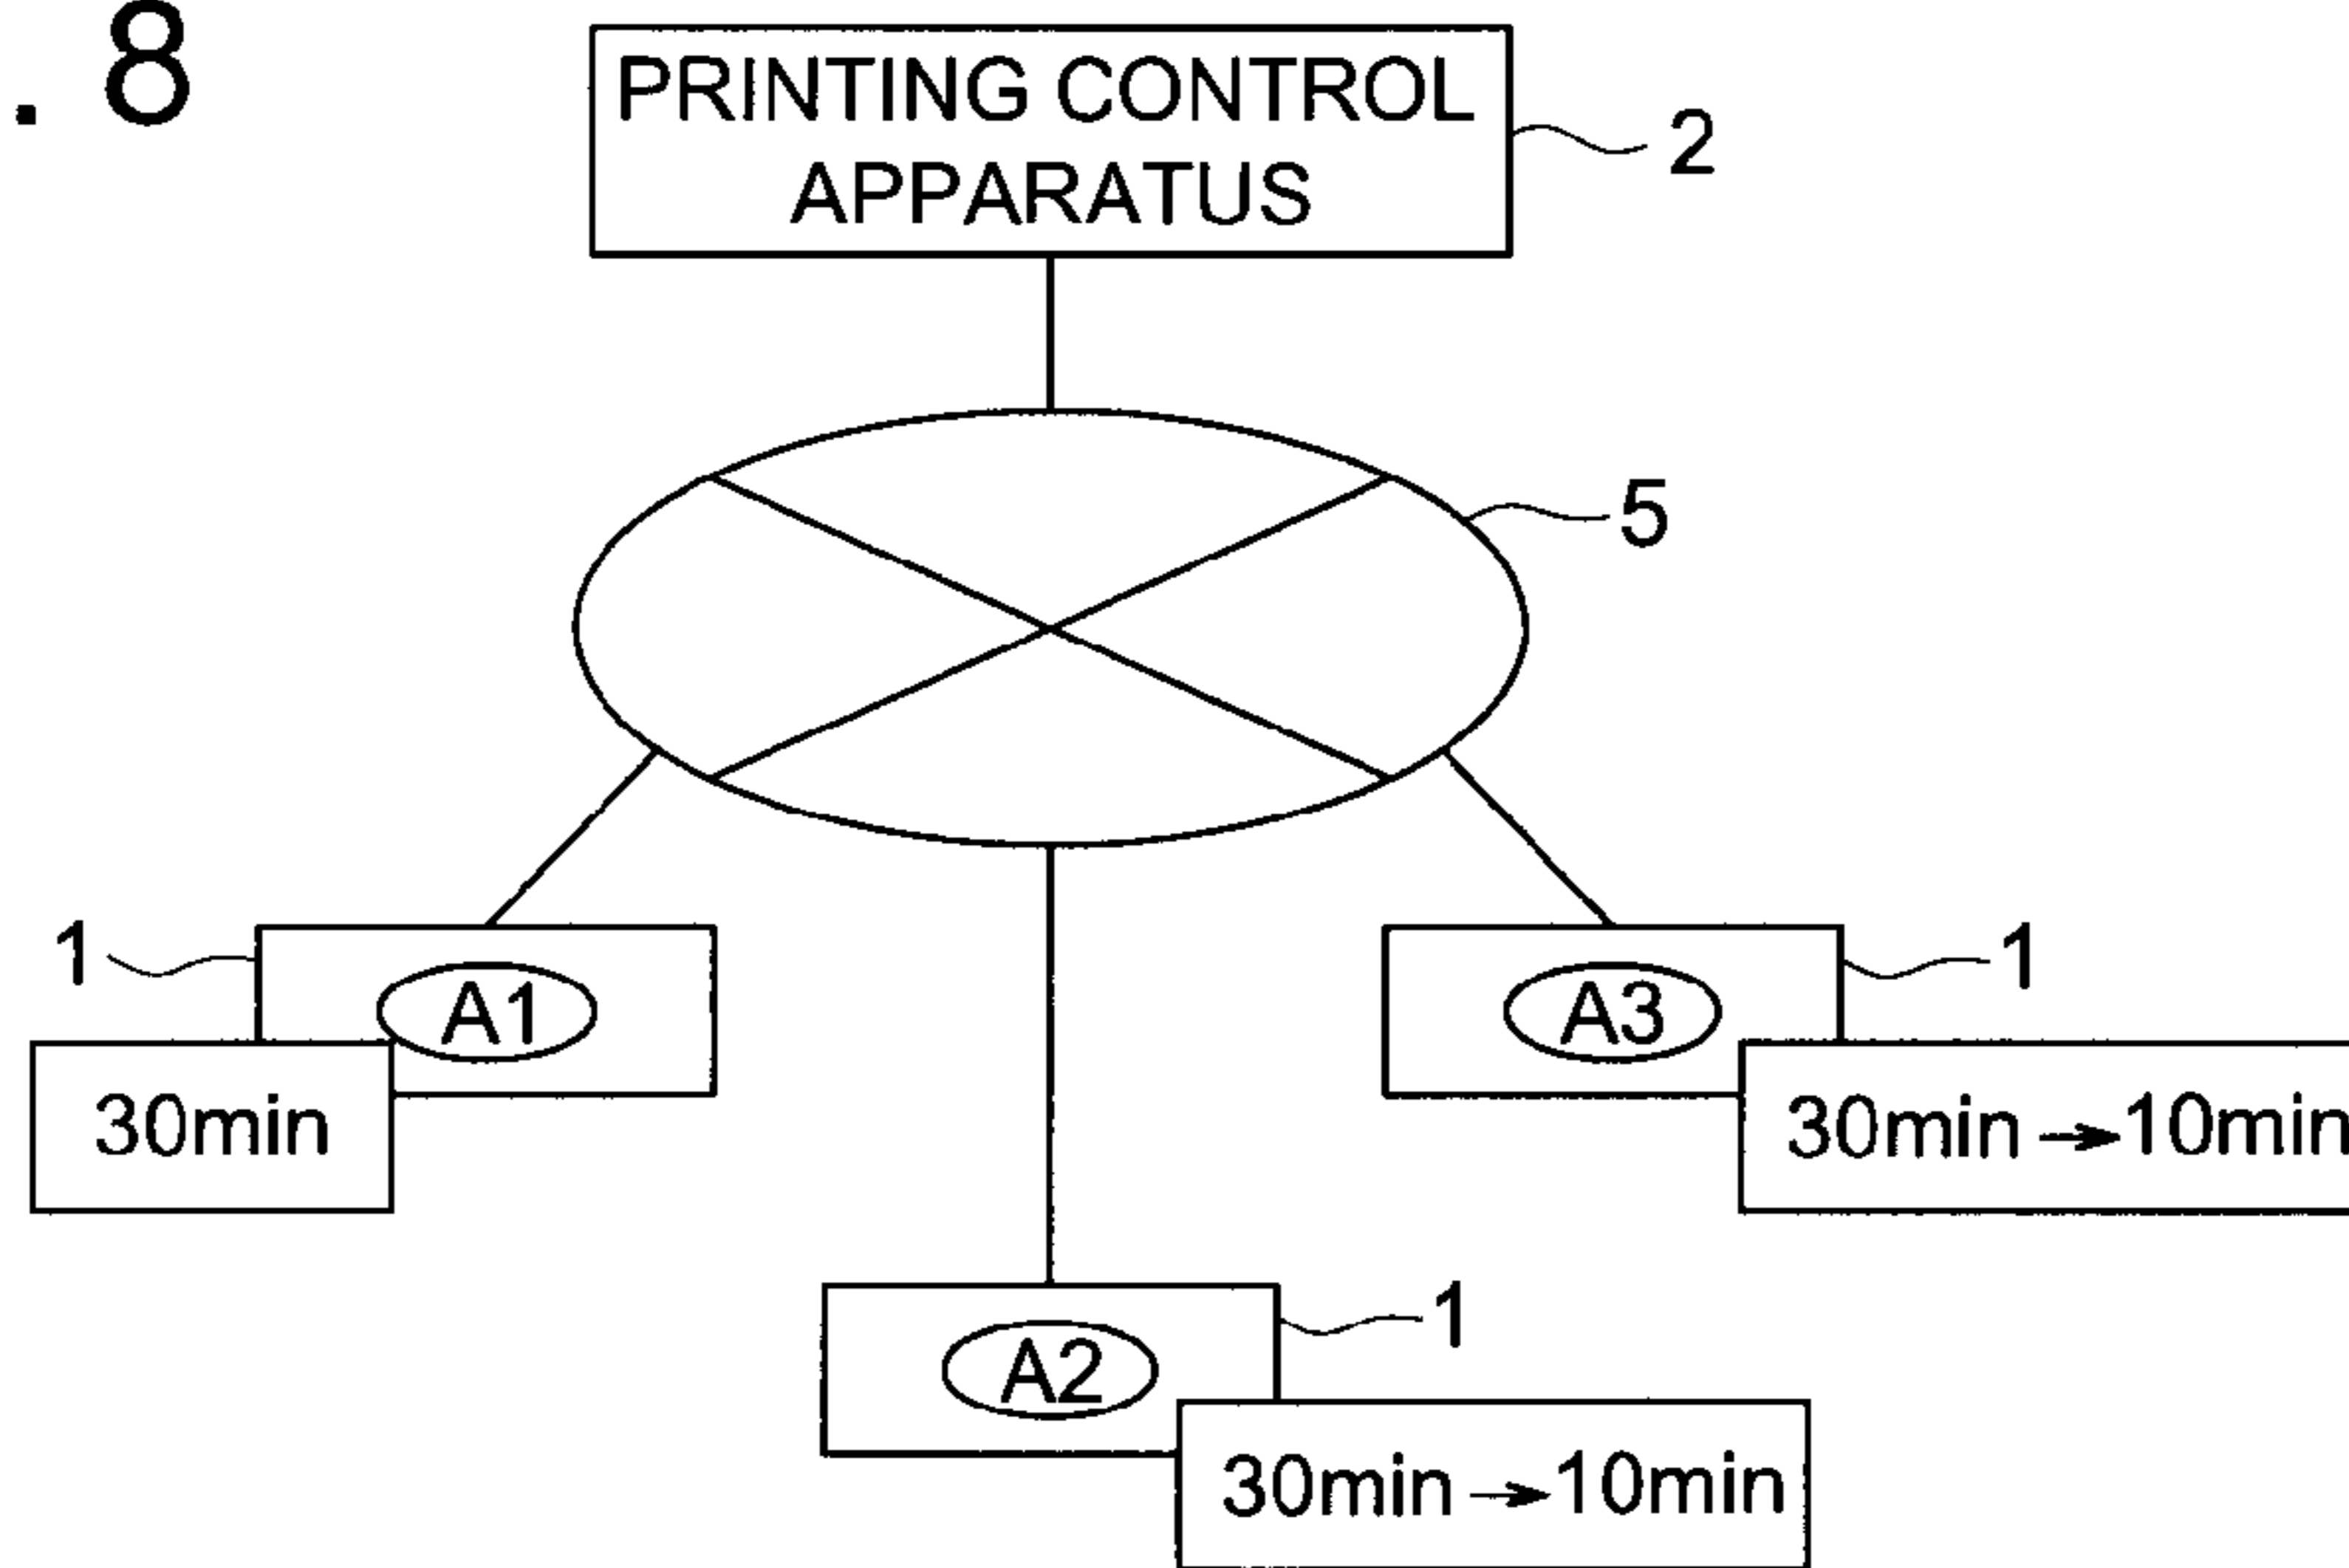 . 8
PRINTING CONTROL
APPARATUS
2
5
1
A1
30min
A3
1
30min→10min
A2
1
30min→10min